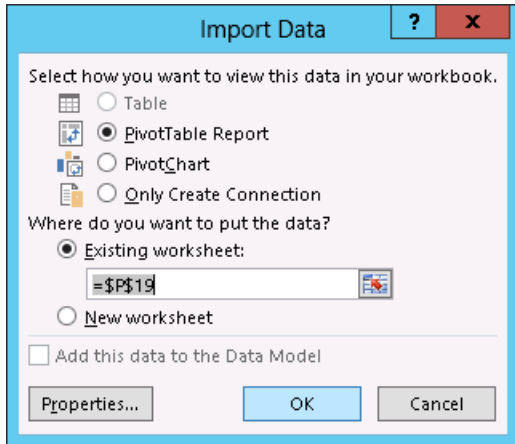 Import Data
?
x
Select how you want to view this data in your workbook.
Table
PivotTable Report
PivotChart
Only Create Connection
Where do you want to put the data?
Existing worksheet:
=$P$19
New worksheet
Add this data to the Data Model
Properties...
OK
Cancel